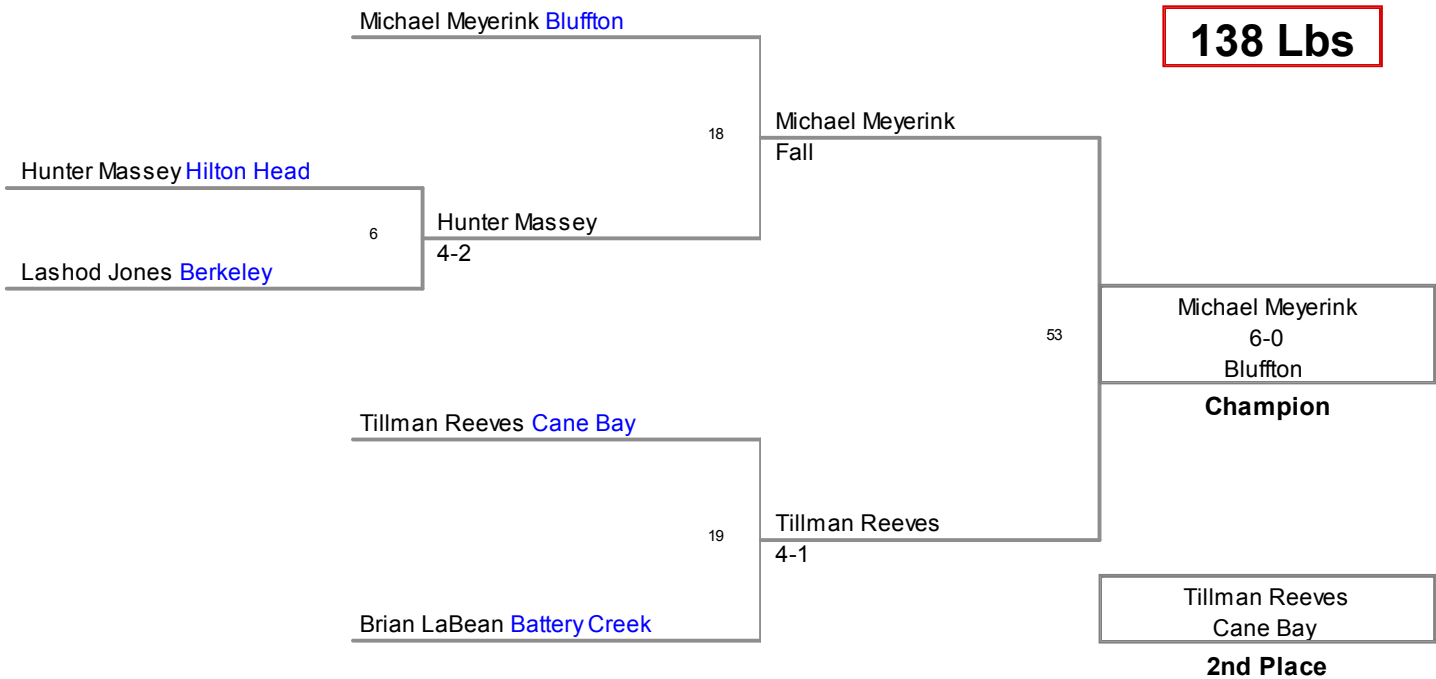 Michael Meyerink Bluffton
138 Lbs
18
Michael Meyerink
Fall
Hunter Massey Hilton Head
6
Hunter Massey
4-2
Lashod Jones Berkeley
53
Michael Meyerink
6-0
Bluffton
Champion
Tillman Reeves Cane Bay
19
Tillman Reeves
4-1
Brian LaBean Battery Creek
Tillman Reeves
Cane Bay
2nd Place